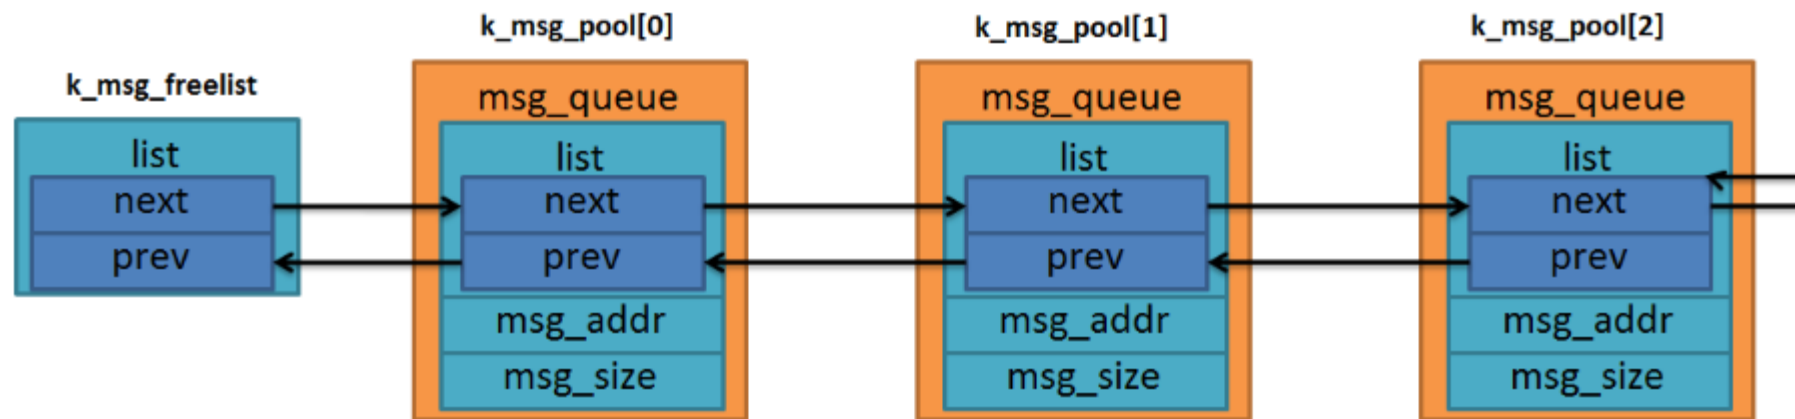 k_msg_pool[0]
k_msg_pool[1]
k_msg_pool[2]
k_msg_freelist
msg_queue
msg_queue
msg_queue
list
list
list
list
next
next
next
next
prev
prev
prev
prev
msg_addr
msg_addr
msg_addr
msg_size
msg_size
msg_size